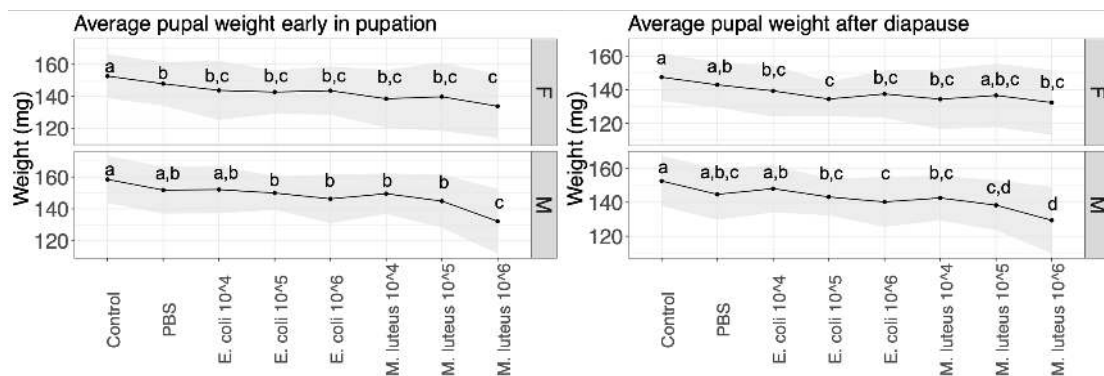 Average pupal weight early in pupation
Weight (mg)
160
140
120
a b b,c b,c b,c b,c b,c c
F
160
140
120
a a,b a,b b b b b c
M
Control
PBS
E. coli 10^4
E. coli 10^5
E. coli 10^6
M. luteus 10^4
M. luteus 10^5
M. luteus 10^6
Average pupal weight after diapause
Weight (mg)
160
140
120
a a,b b,c c b,c b,c a,b,c b,c
F
160
140
120
a a,b,c a,b b,c c b,c c,d d
M
Control
PBS
E. coli 10^4
E. coli 10^5
E. coli 10^6
M. luteus 10^4
M. luteus 10^5
M. luteus 10^6